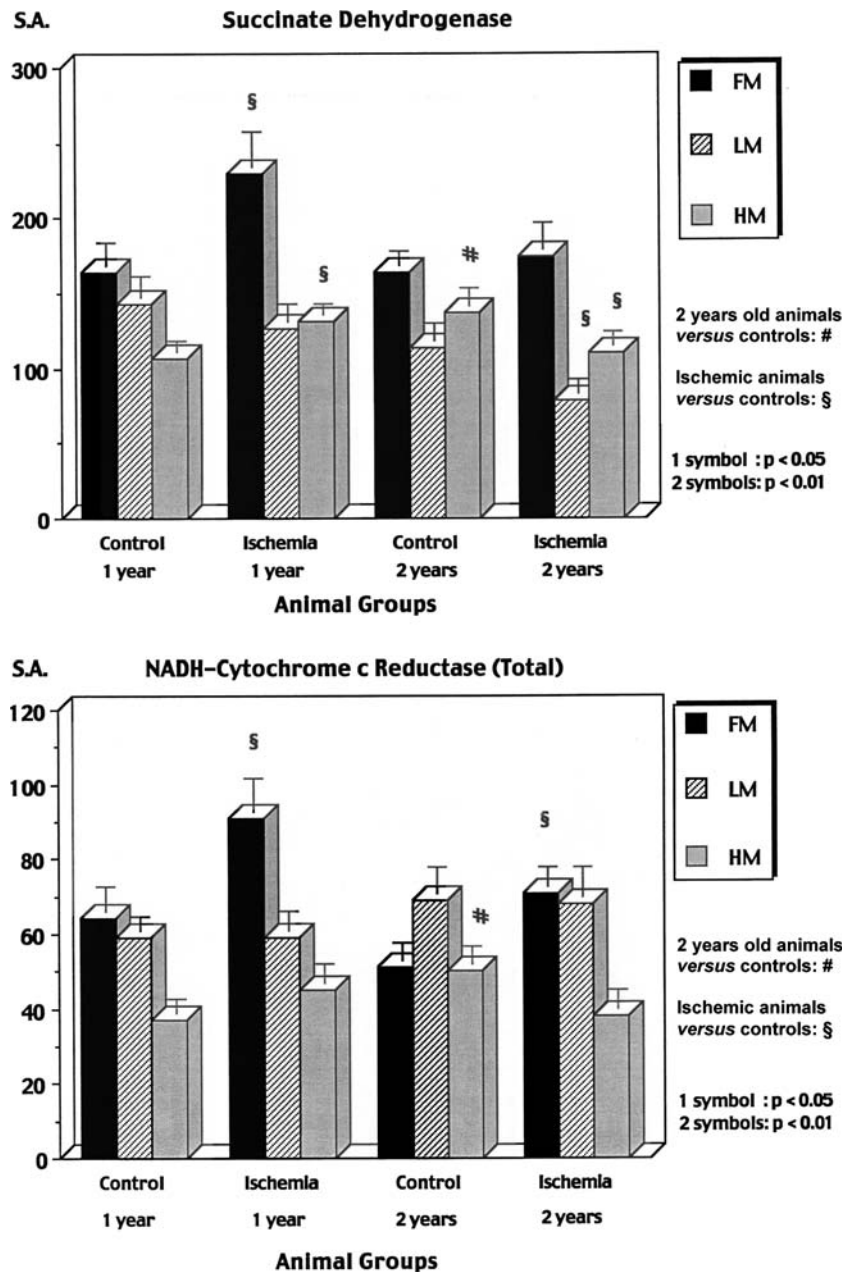 S.A. Succinate Dehydrogenase
300
200
100
0
§
§
#
§
§
FM
LM
HM
2 years old animals
versus controls: #
Ischemic animals
versus controls: §
1 symbol : p < 0.05
2 symbols: p < 0.01
Control Ischemia Control Ischemia
1 year 1 year 2 years 2 years
Animal Groups
S.A. NADH-Cytochrome c Reductase (Total)
120
100
80
60
40
20
0
§
#
§
FM
LM
HM
2 years old animals
versus controls: #
Ischemic animals
versus controls: §
1 symbol : p < 0.05
2 symbols: p < 0.01
Control Ischemia Control Ischemia
1 year 1 year 2 years 2 years
Animal Groups